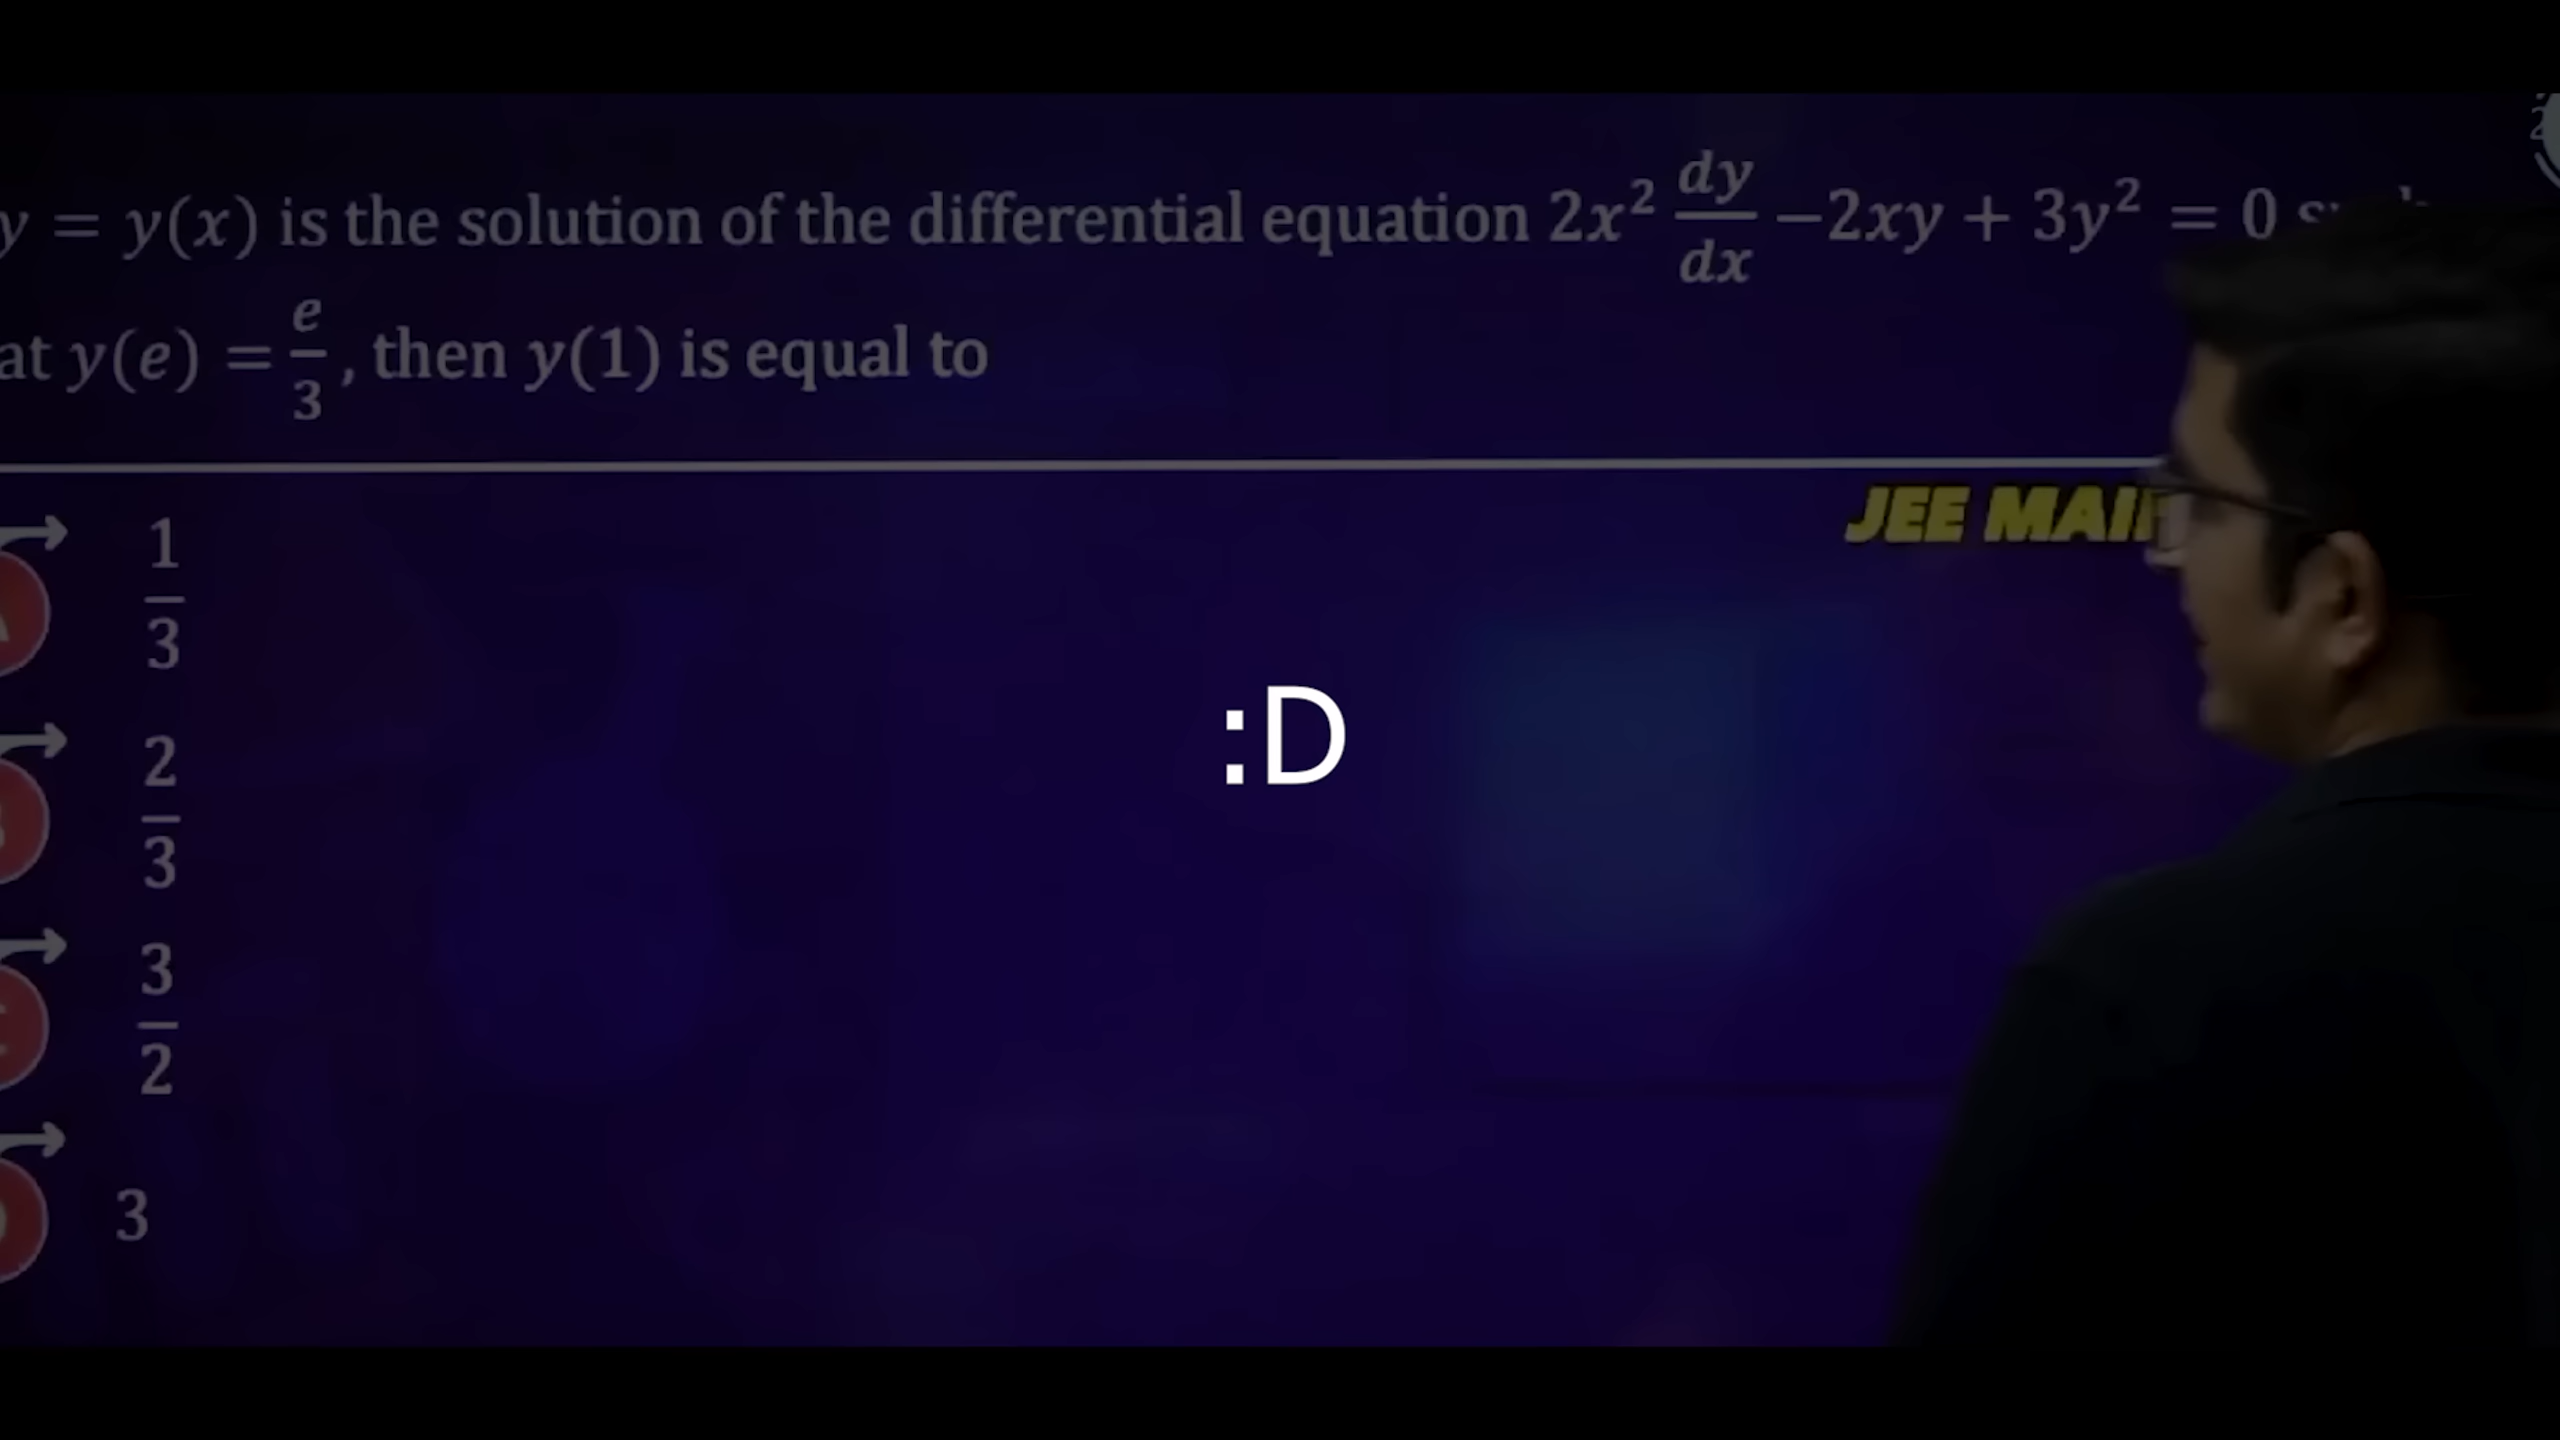 y = y(x) is the solution of the differential equation 2x² dy/dx −2xy + 3y² = 0
at y(e) = e/3, then y(1) is equal to
JEE MAIN
1/3
2/3
:D
3/2
3